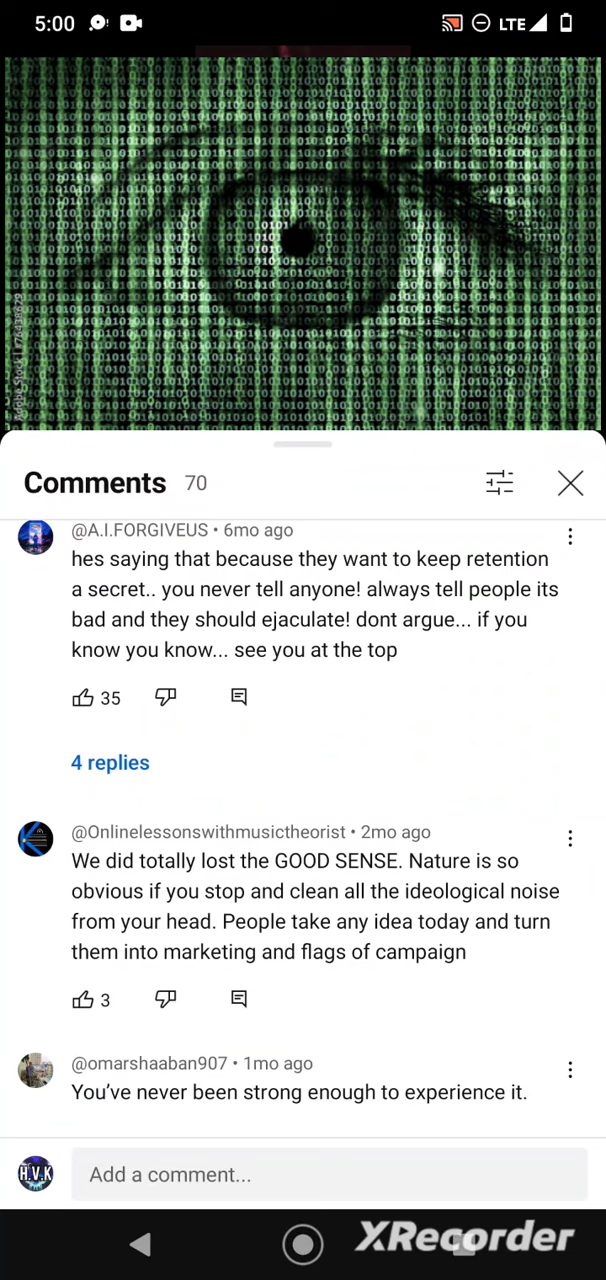 5:00
LTE
Adobe Stock | #76438629
Comments 70
@A.I.FORGIVEUS • 6mo ago
hes saying that because they want to keep retention
a secret.. you never tell anyone! always tell people its
bad and they should ejaculate! dont argue... if you
know you know... see you at the top
35
4 replies
@Onlinelessonswithmusictheorist • 2mo ago
We did totally lost the GOOD SENSE. Nature is so
obvious if you stop and clean all the ideological noise
from your head. People take any idea today and turn
them into marketing and flags of campaign
3
@omarshaaban907 • 1mo ago
You’ve never been strong enough to experience it.
H.V.K
Add a comment...
XRecorder